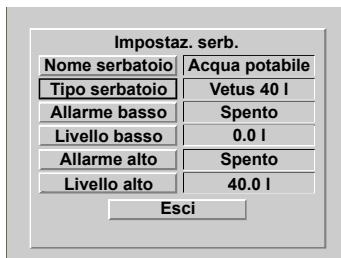 Impostaz. serb.
Nome serbatoio Acqua potabile
Tipo serbatoio Vetus 40 l
Allarme basso Spento
Livello basso 0.0 l
Allarme alto Spento
Livello alto 40.0 l
Esci